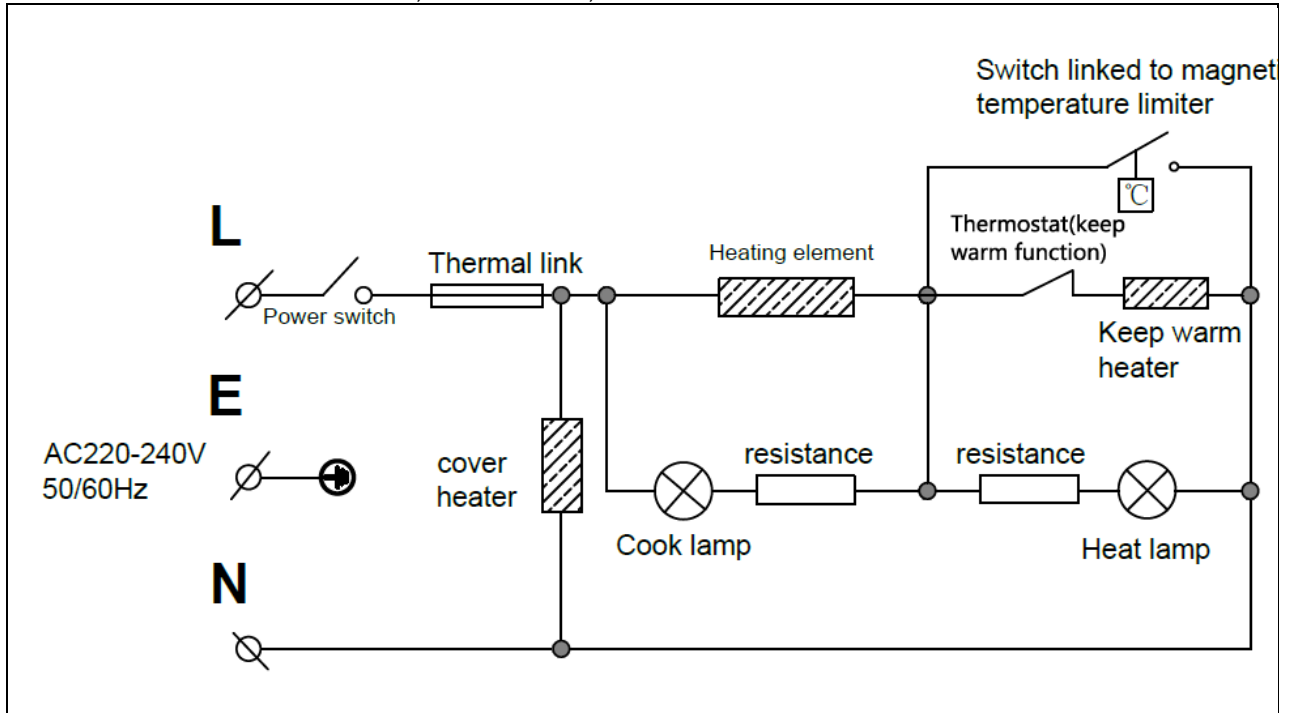 Switch linked to magnet
temperature limiter
℃
Thermostat(keep
warm function)
L
Heating element
Thermal link
Power switch
Keep warm
heater
E
AC220-240V
50/60Hz
cover
heater
resistance
resistance
Cook lamp
Heat lamp
N